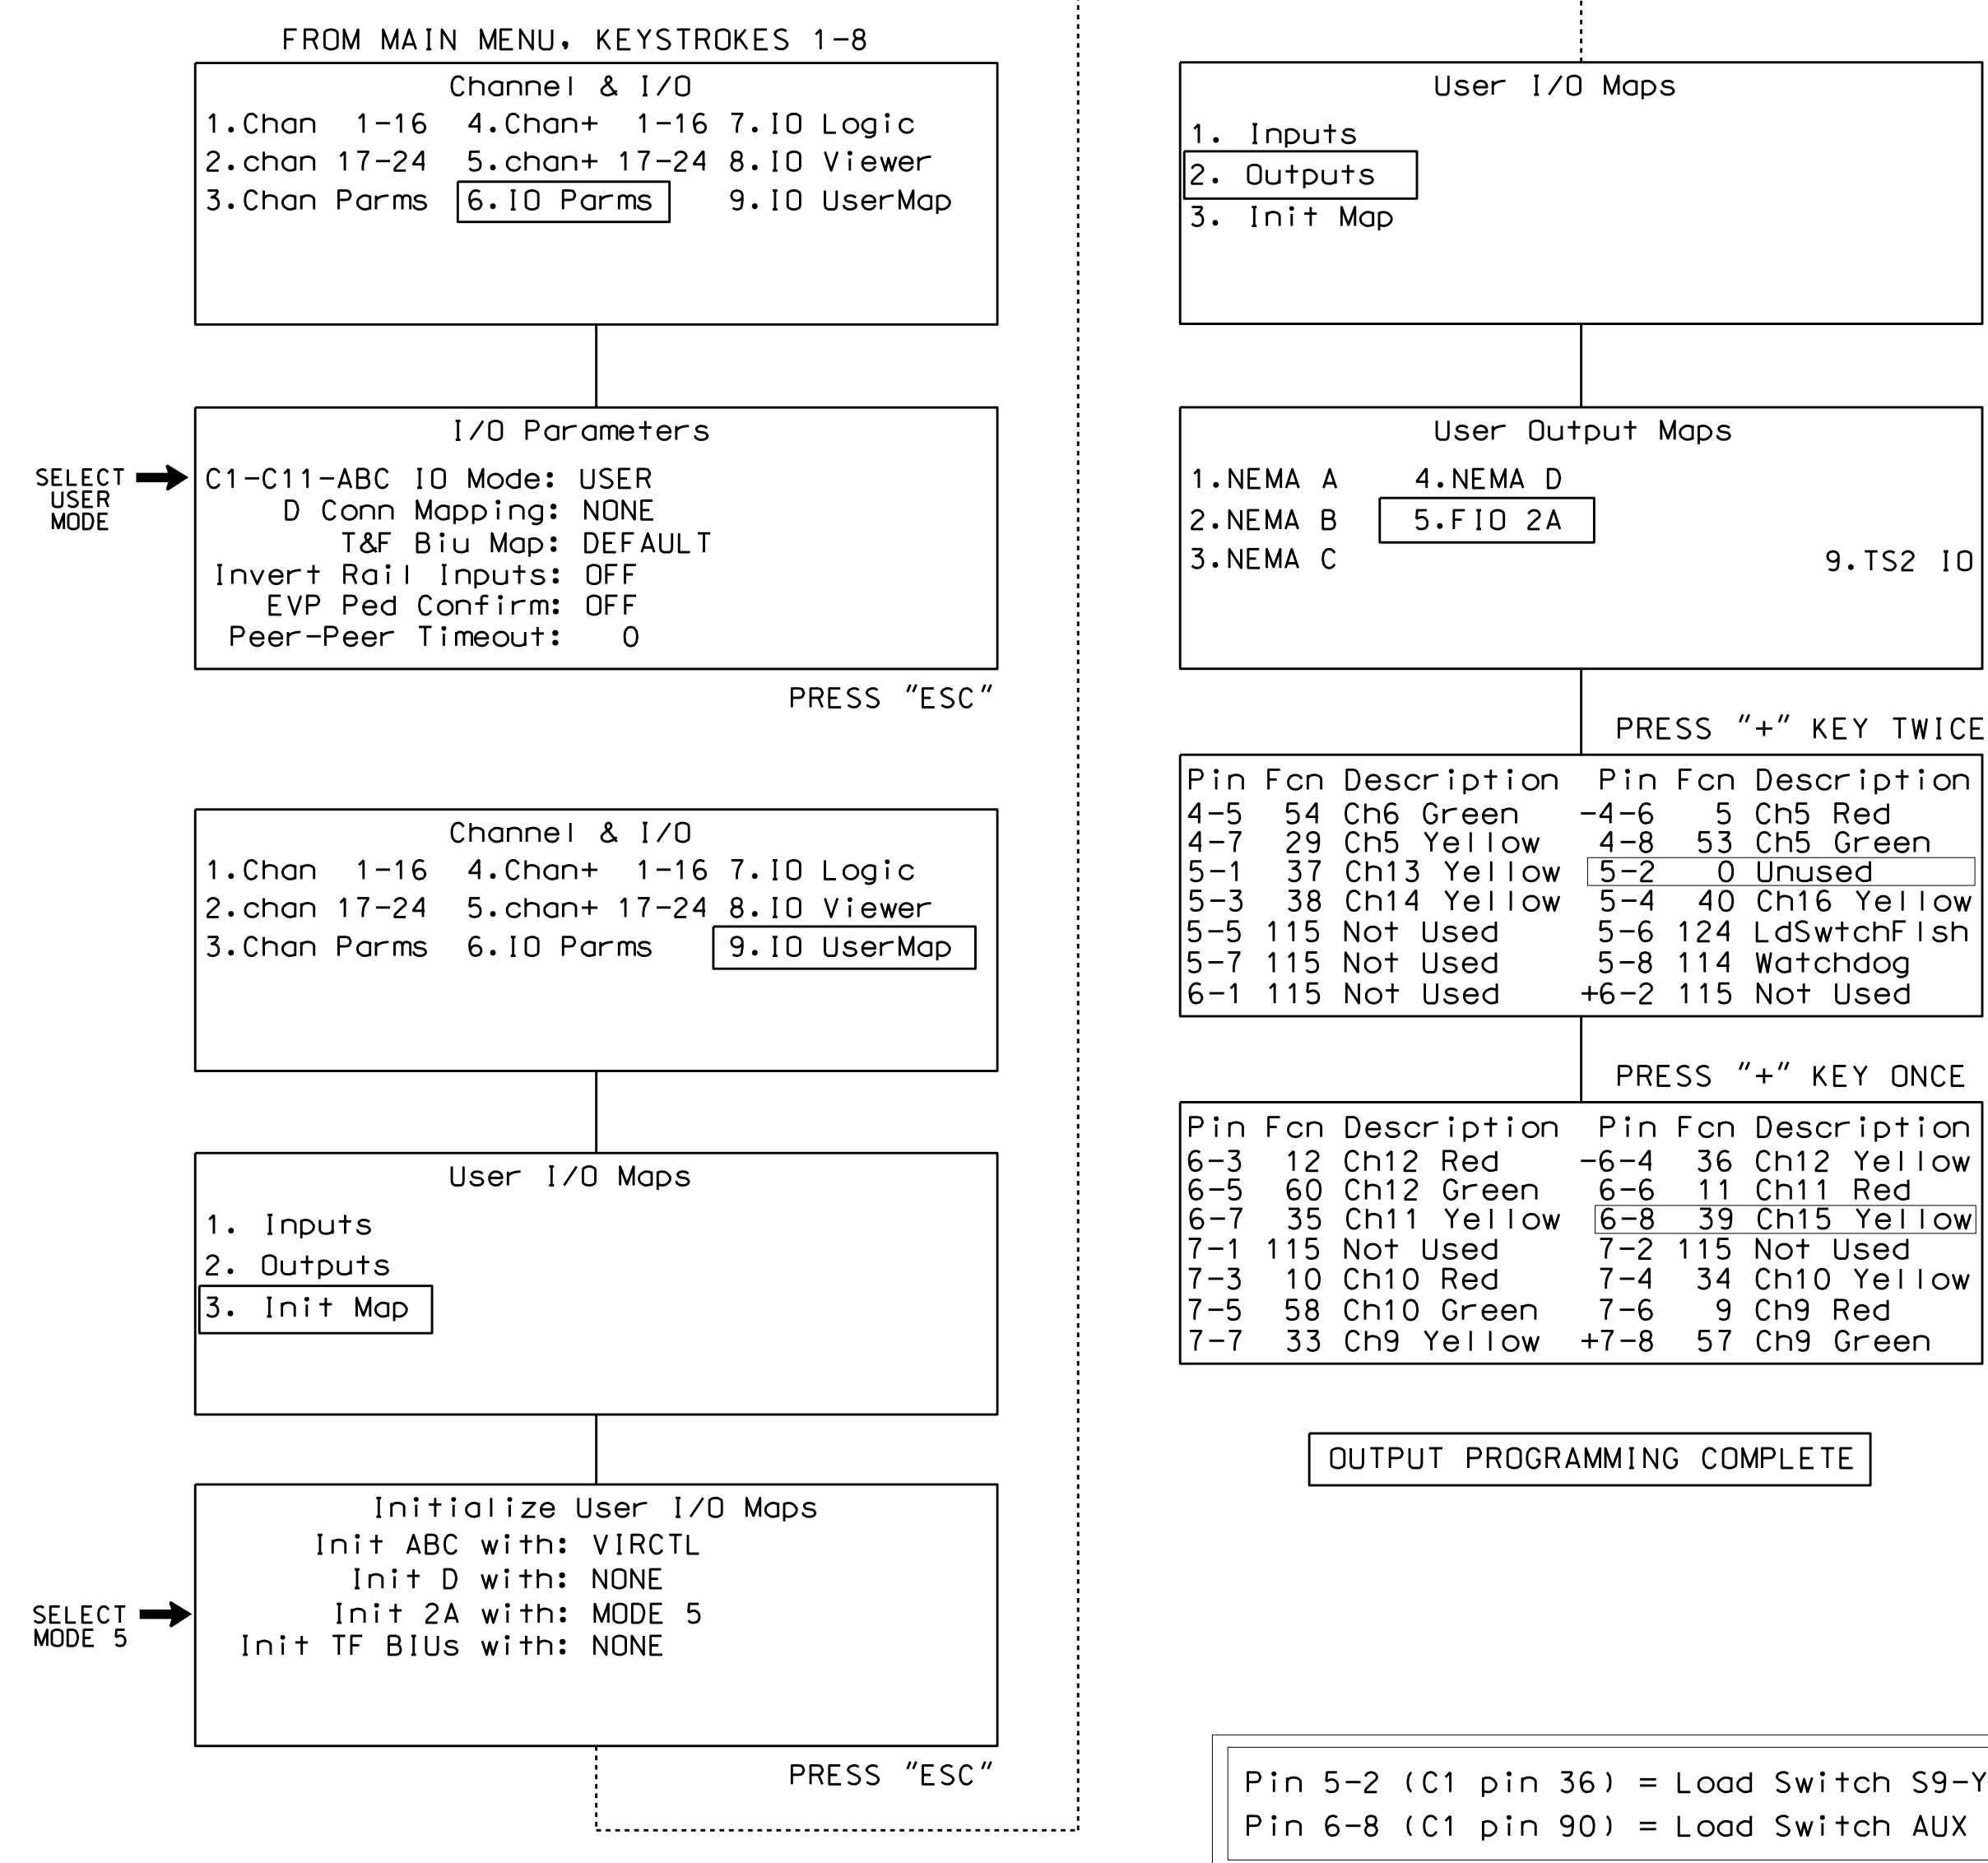 FROM MAIN MENU, KEYSTROKES 1-8
Channel & I/O
1.Chan 1-16 4.Chan+ 1-16 7.IO Logic
2.chan 17-24 5.chan+ 17-24 8.IO Viewer
3.Chan Parms 6.IO Parms 9.IO UserMap
SELECT
USER
MODE
I/O Parameters
C1-C11-ABC IO Mode: USER
D Conn Mapping: NONE
T&F Biu Map: DEFAULT
Invert Rail Inputs: OFF
EVP Ped Confirm: OFF
Peer-Peer Timeout: 0
PRESS "ESC"
Channel & I/O
1.Chan 1-16 4.Chan+ 1-16 7.IO Logic
2.chan 17-24 5.chan+ 17-24 8.IO Viewer
3.Chan Parms 6.IO Parms 9.IO UserMap
User I/O Maps
1. Inputs
2. Outputs
3. Init Map
SELECT
MODE 5
Initialize User I/O Maps
Init ABC with: VIRCTL
Init D with: NONE
Init 2A with: MODE 5
Init TF BIUs with: NONE
PRESS "ESC"
User I/O Maps
1. Inputs
2. Outputs
3. Init Map
User Output Maps
1.NEMA A 4.NEMA D
2.NEMA B 5.FIO 2A
3.NEMA C 9.TS2 IO
PRESS "+" KEY TWICE
Pin Fcn Description Pin Fcn Description
4-5 54 Ch6 Green -4-6 5 Ch5 Red
4-7 29 Ch5 Yellow 4-8 53 Ch5 Green
5-1 37 Ch13 Yellow 5-2 0 Unused
5-3 38 Ch14 Yellow 5-4 40 Ch16 Yellow
5-5 115 Not Used 5-6 124 LdSwtchFlsh
5-7 115 Not Used 5-8 114 Watchdog
6-1 115 Not Used +6-2 115 Not Used
PRESS "+" KEY ONCE
Pin Fcn Description Pin Fcn Description
6-3 12 Ch12 Red -6-4 36 Ch12 Yellow
6-5 60 Ch12 Green 6-6 11 Ch11 Red
6-7 35 Ch11 Yellow 6-8 39 Ch15 Yellow
7-1 115 Not Used 7-2 115 Not Used
7-3 10 Ch10 Red 7-4 34 Ch10 Yellow
7-5 58 Ch10 Green 7-6 9 Ch9 Red
7-7 33 Ch9 Yellow +7-8 57 Ch9 Green
OUTPUT PROGRAMMING COMPLETE
Pin 5-2 (C1 pin 36) = Load Switch S9-Y
Pin 6-8 (C1 pin 90) = Load Switch AUX